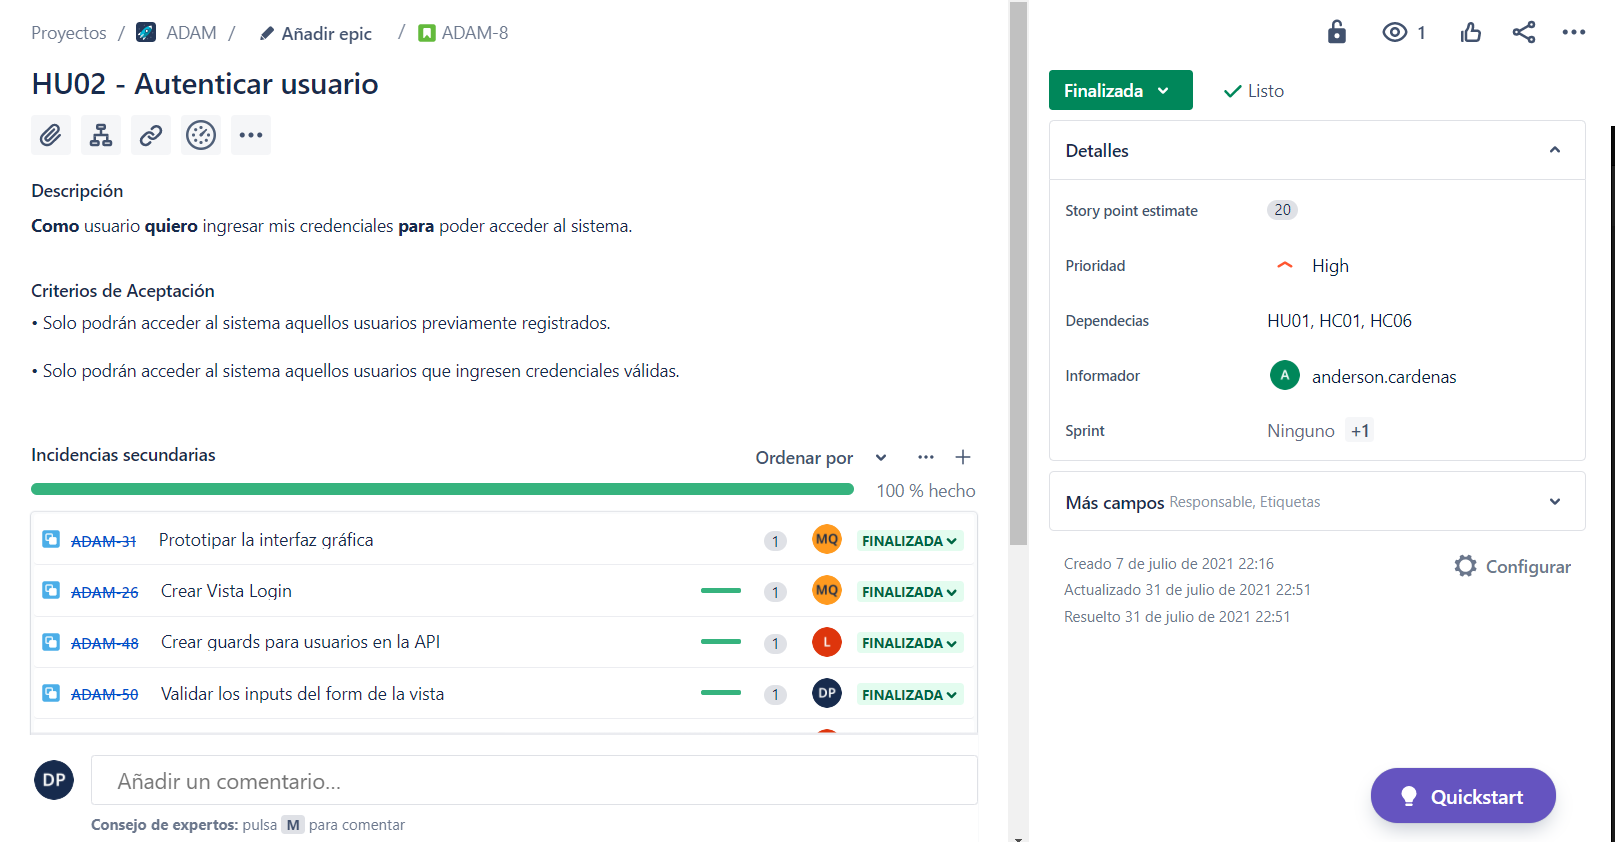 Proyectos / ADAM / Añadir epic / ADAM-8
HU02 - Autenticar usuario
Descripción
Como usuario quiero ingresar mis credenciales para poder acceder al sistema.
Criterios de Aceptación
• Solo podrán acceder al sistema aquellos usuarios previamente registrados.
• Solo podrán acceder al sistema aquellos usuarios que ingresen credenciales válidas.
Incidencias secundarias
Ordenar por
100 % hecho
ADAM-31 Prototipar la interfaz gráfica 1 MQ FINALIZADA
ADAM-26 Crear Vista Login 1 MQ FINALIZADA
ADAM-48 Crear guards para usuarios en la API 1 L FINALIZADA
ADAM-50 Validar los inputs del form de la vista 1 DP FINALIZADA
DP Añadir un comentario...
Consejo de expertos: pulsa M para comentar
1
Finalizada Listo
Detalles
Story point estimate 20
Prioridad High
Dependecias HU01, HC01, HC06
Informador A anderson.cardenas
Sprint Ninguno +1
Más campos Responsable, Etiquetas
Creado 7 de julio de 2021 22:16
Configurar
Actualizado 31 de julio de 2021 22:51
Resuelto 31 de julio de 2021 22:51
Quickstart